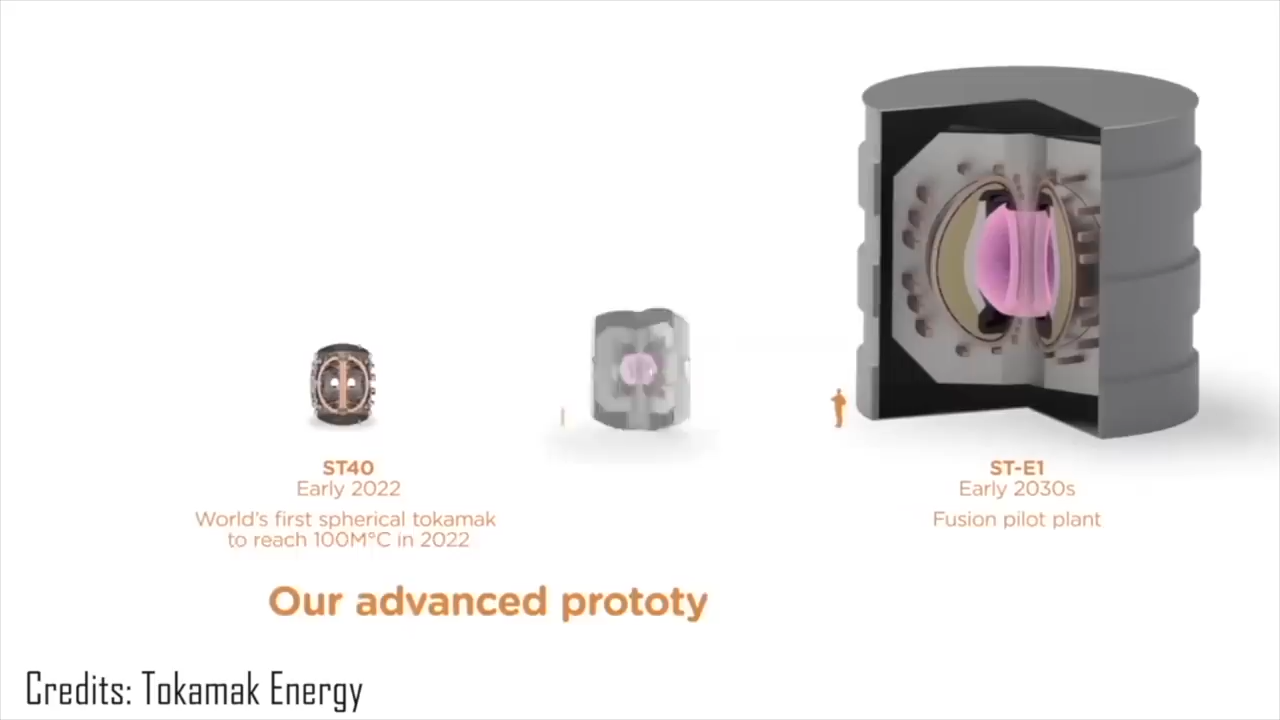 ST40
Early 2022
World's first spherical tokamak
to reach 100M°C in 2022
ST-E1
Early 2030s
Fusion pilot plant
Our advanced prototy
Credits: Tokamak Energy